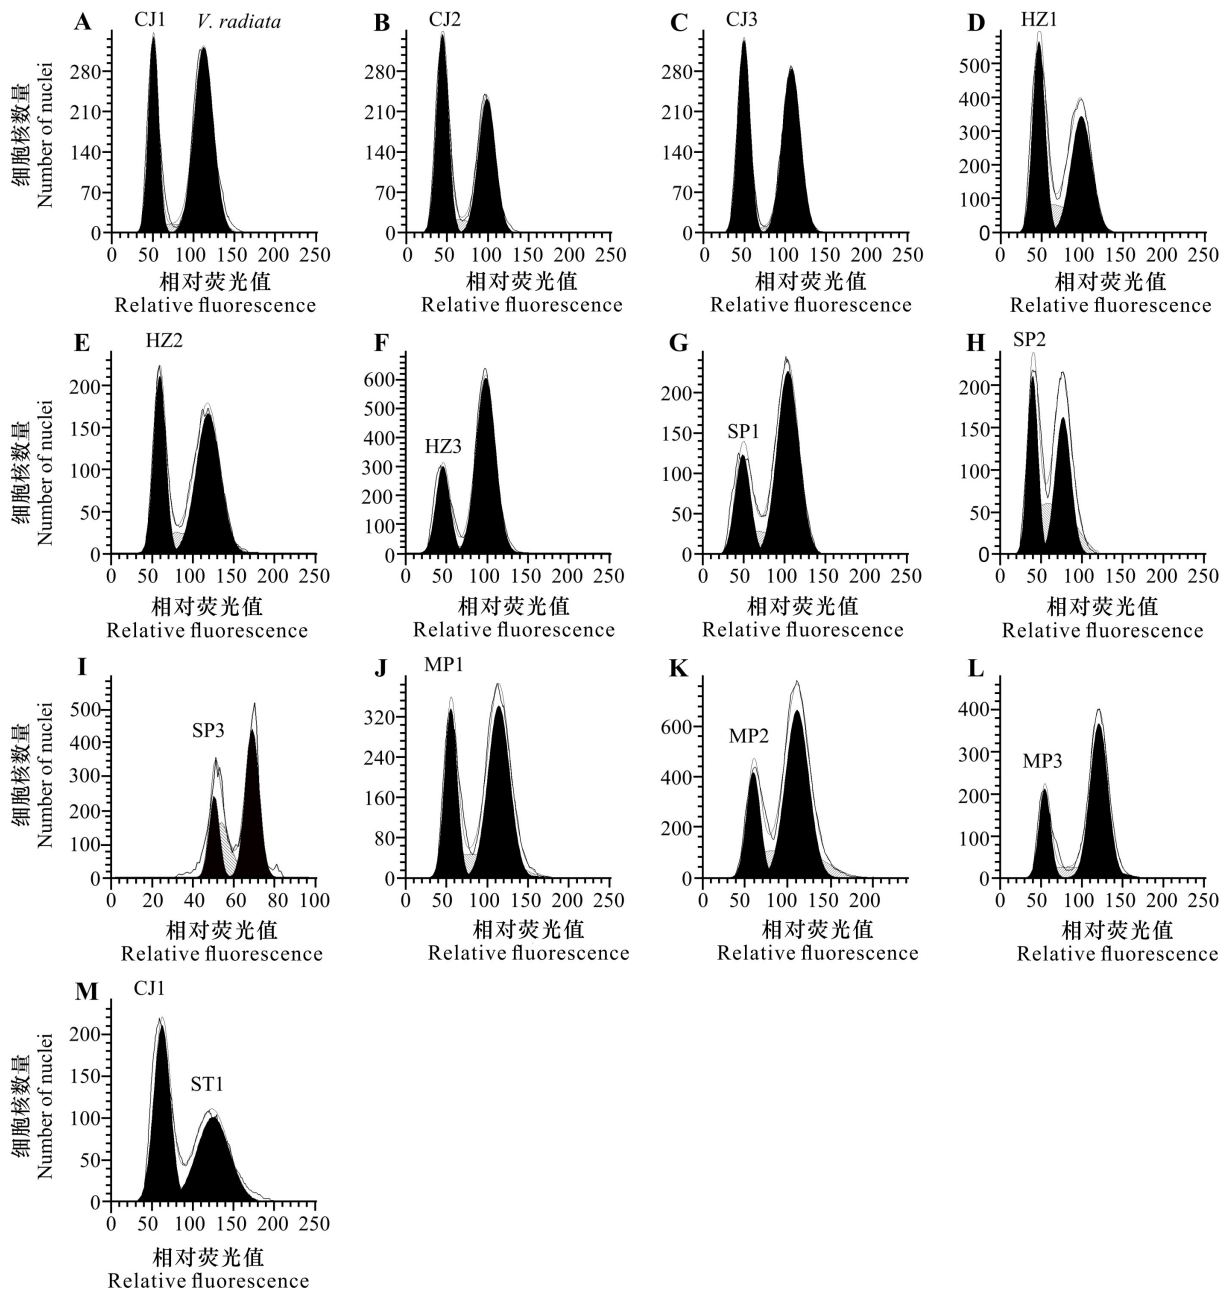 A CJ1 V. radiata
细胞核数量
Number of nuclei
280
210
140
70
0
0 50 100 150 200 250
相对荧光值
Relative fluorescence
B CJ2
280
210
140
70
0
0 50 100 150 200 250
相对荧光值
Relative fluorescence
C CJ3
280
210
140
70
0
0 50 100 150 200 250
相对荧光值
Relative fluorescence
D HZ1
500
400
300
200
100
0
0 50 100 150 200 250
相对荧光值
Relative fluorescence
E HZ2
细胞核数量
Number of nuclei
200
150
100
50
0
0 50 100 150 200 250
相对荧光值
Relative fluorescence
F
HZ3
600
500
400
300
200
100
0
0 50 100 150 200 250
相对荧光值
Relative fluorescence
G
SP1
200
150
100
50
0
0 50 100 150 200 250
相对荧光值
Relative fluorescence
H SP2
200
150
100
50
0
0 50 100 150 200 250
相对荧光值
Relative fluorescence
I
SP3
细胞核数量
Number of nuclei
500
400
300
200
100
0
0 20 40 60 80 100
相对荧光值
Relative fluorescence
J MP1
320
240
160
80
0
0 50 100 150 200 250
相对荧光值
Relative fluorescence
K
MP2
600
400
200
0
0 50 100 150 200
相对荧光值
Relative fluorescence
L
MP3
400
300
200
100
0
0 50 100 150 200 250
相对荧光值
Relative fluorescence
M CJ1
ST1
细胞核数量
Number of nuclei
200
150
100
50
0
0 50 100 150 200 250
相对荧光值
Relative fluorescence